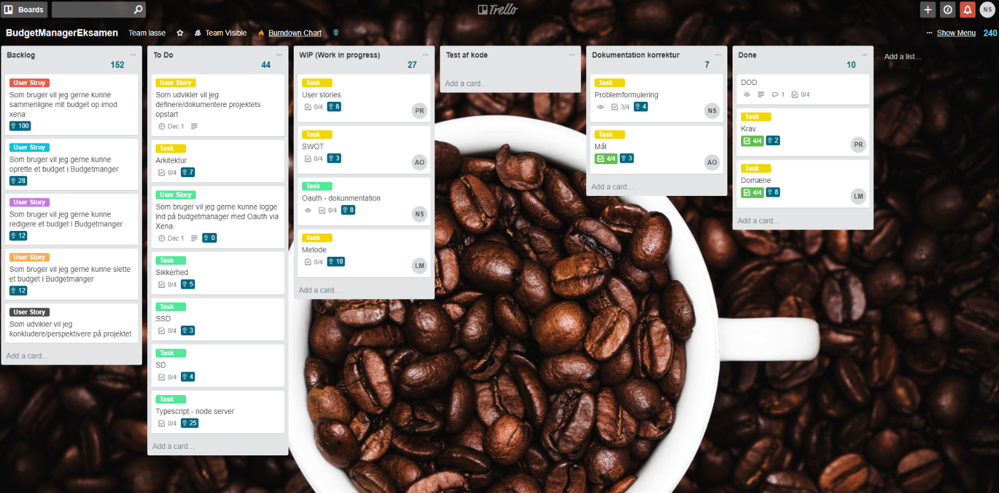 Boards
Trello
NS
BudgetManagerEksamen
Team lasse
Team Visible
Burndown Chart
... Show Menu
240
Backlog
152
User Stroy
Som bruger vil jeg gerne kunne
sammenligne mit budget op imod
xena
100
User Stroy
Som bruger vil jeg gerne kunne
oprette et budget i Budgetmanger
28
User Story
Som bruger vil jeg gerne kunne
redigere et budget i Budgetmanger
12
User Story
Som bruger vil jeg gerne kunne slette
et budget i Budgetmanger
12
User Story
Som udvikler vil jeg
konkludere/perspektivere på projektet
Add a card...
To Do
44
User Story
Som udvikler vil jeg
definere/dokumentere projektets
opstart
Dec 1
Task
Arkitektur
0/4 7
User Story
Som bruger vil jeg gerne kunne logge
ind på budgetmanager med Oauth via
Xena
Dec 1 0
Task
Sikkerhed
0/4 5
Task
SSD
0/4 3
Task
SD
0/4 4
Task
Typescript - node server
0/4 25
Add a card...
WIP (Work in progress)
27
Task
User stories
0/4 6
PR
Task
SWOT
0/4 3
AO
Task
Oauth - dokunmentation
0/4 8
NS
Task
Metode
0/4 10
LM
Add a card...
Test af kode
Add a card...
Dokumentation korrektur
7
Task
Problemformulering
3/4 4
NS
Task
Mål
4/4 3
AO
Add a card...
Done
10
DOD
1 0/4
Task
Krav
4/4 2
PR
Task
Domæne
4/4 8
LM
Add a card...
Add a list...